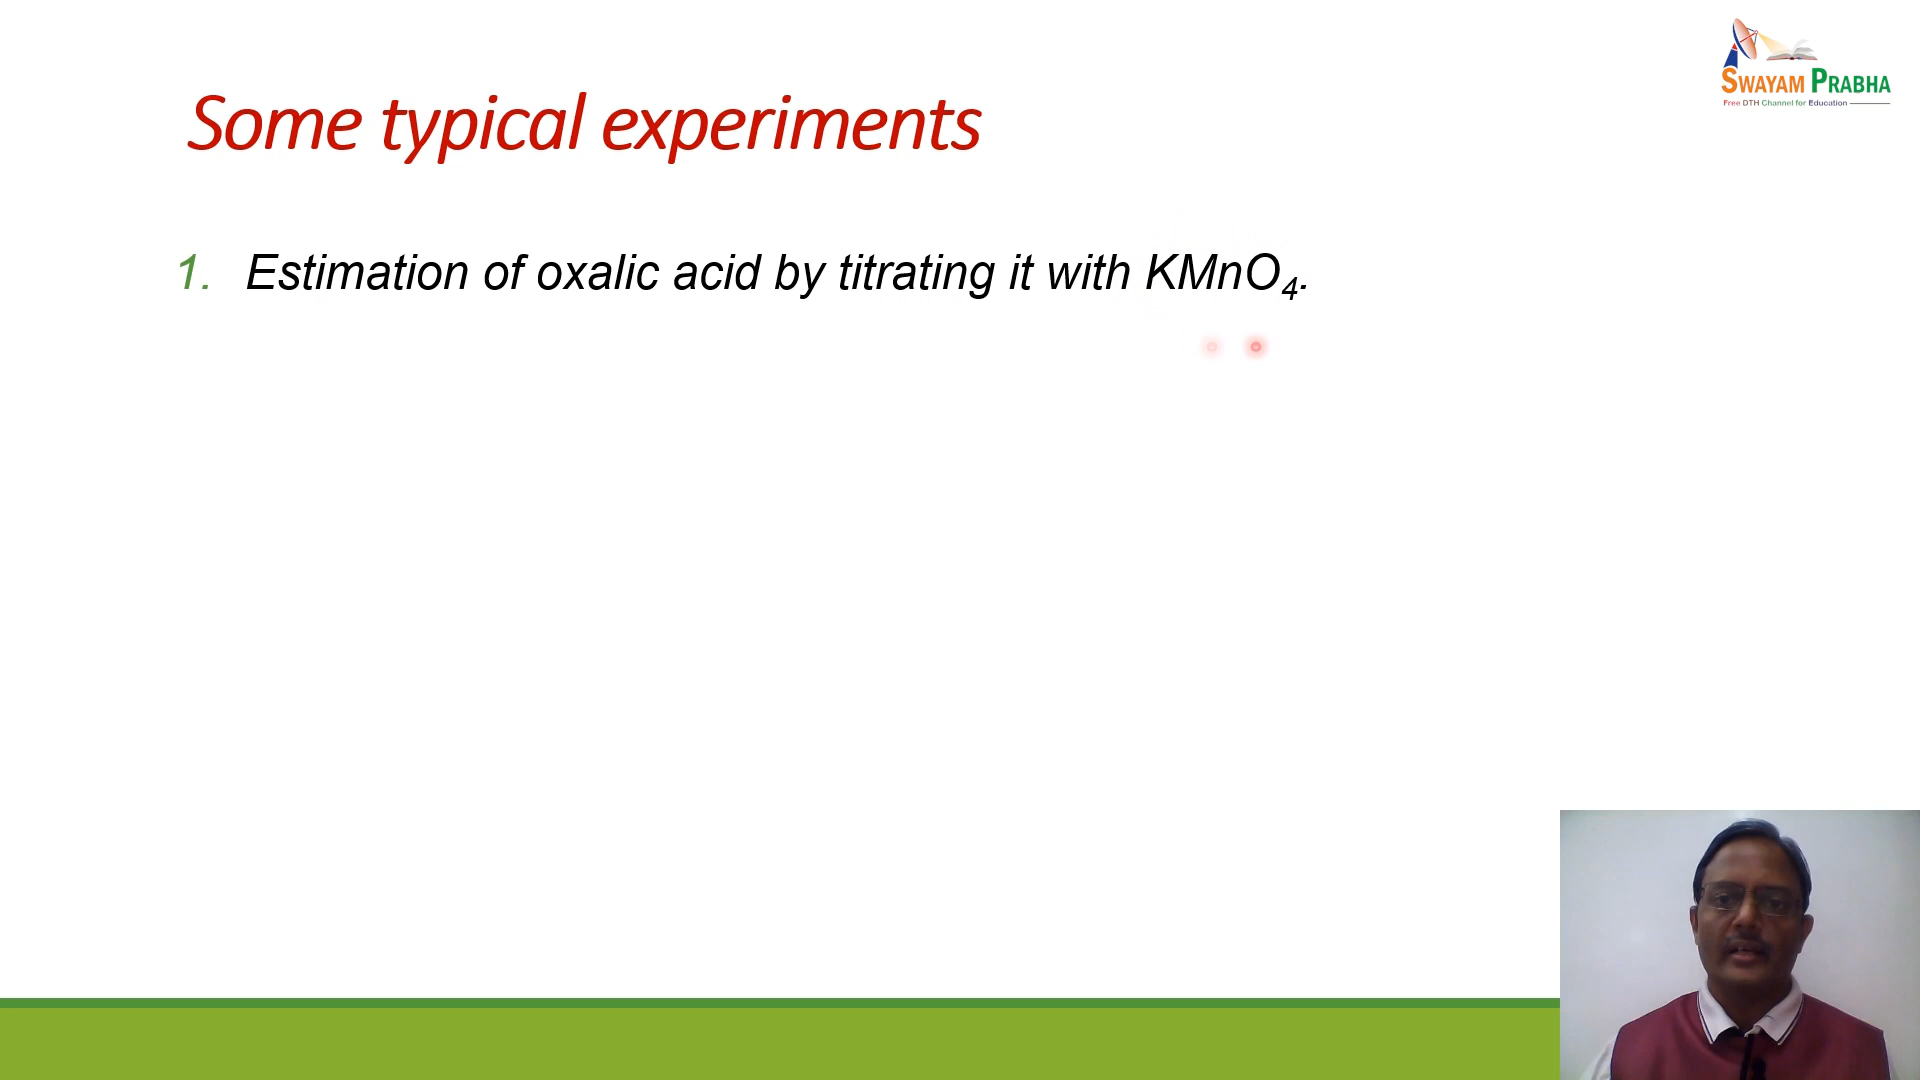 SWAYAM PRABHA
Free DTH Channel for Education
Some typical experiments
1. Estimation of oxalic acid by titrating it with KMnO₄.